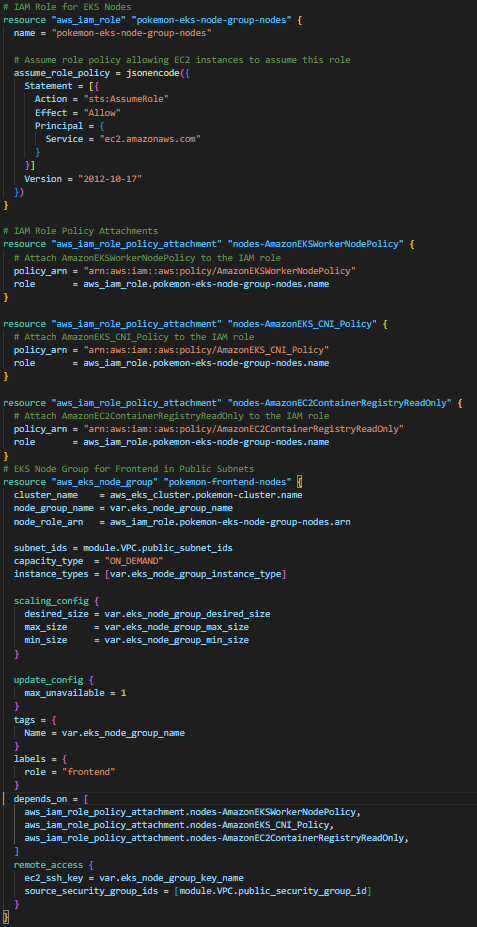 # IAM Role for EKS Nodes
resource "aws_iam_role" "pokemon-eks-node-group-nodes" {
  name = "pokemon-eks-node-group-nodes"

  # Assume role policy allowing EC2 instances to assume this role
  assume_role_policy = jsonencode({
    Statement = [{
      Action = "sts:AssumeRole"
      Effect = "Allow"
      Principal = {
        Service = "ec2.amazonaws.com"
      }
    }]
    Version = "2012-10-17"
  })
}

# IAM Role Policy Attachments
resource "aws_iam_role_policy_attachment" "nodes-AmazonEKSWorkerNodePolicy" {
  # Attach AmazonEKSWorkerNodePolicy to the IAM role
  policy_arn = "arn:aws:iam::aws:policy/AmazonEKSWorkerNodePolicy"
  role       = aws_iam_role.pokemon-eks-node-group-nodes.name
}

resource "aws_iam_role_policy_attachment" "nodes-AmazonEKS_CNI_Policy" {
  # Attach AmazonEKS_CNI_Policy to the IAM role
  policy_arn = "arn:aws:iam::aws:policy/AmazonEKS_CNI_Policy"
  role       = aws_iam_role.pokemon-eks-node-group-nodes.name
}

resource "aws_iam_role_policy_attachment" "nodes-AmazonEC2ContainerRegistryReadOnly" {
  # Attach AmazonEC2ContainerRegistryReadOnly to the IAM role
  policy_arn = "arn:aws:iam::aws:policy/AmazonEC2ContainerRegistryReadOnly"
  role       = aws_iam_role.pokemon-eks-node-group-nodes.name
}
# EKS Node Group for Frontend in Public Subnets
resource "aws_eks_node_group" "pokemon-frontend-nodes" {
  cluster_name    = aws_eks_cluster.pokemon-cluster.name
  node_group_name = var.eks_node_group_name
  node_role_arn   = aws_iam_role.pokemon-eks-node-group-nodes.arn

  subnet_ids = module.VPC.public_subnet_ids
  capacity_type  = "ON_DEMAND"
  instance_types = [var.eks_node_group_instance_type]

  scaling_config {
    desired_size = var.eks_node_group_desired_size
    max_size     = var.eks_node_group_max_size
    min_size     = var.eks_node_group_min_size
  }

  update_config {
    max_unavailable = 1
  }
  tags = {
    Name = var.eks_node_group_name
  }
  labels = {
    role = "frontend"
  }
  depends_on = [
    aws_iam_role_policy_attachment.nodes-AmazonEKSWorkerNodePolicy,
    aws_iam_role_policy_attachment.nodes-AmazonEKS_CNI_Policy,
    aws_iam_role_policy_attachment.nodes-AmazonEC2ContainerRegistryReadOnly,
  ]
  remote_access {
    ec2_ssh_key = var.eks_node_group_key_name
    source_security_group_ids = [module.VPC.public_security_group_id]
  }
}